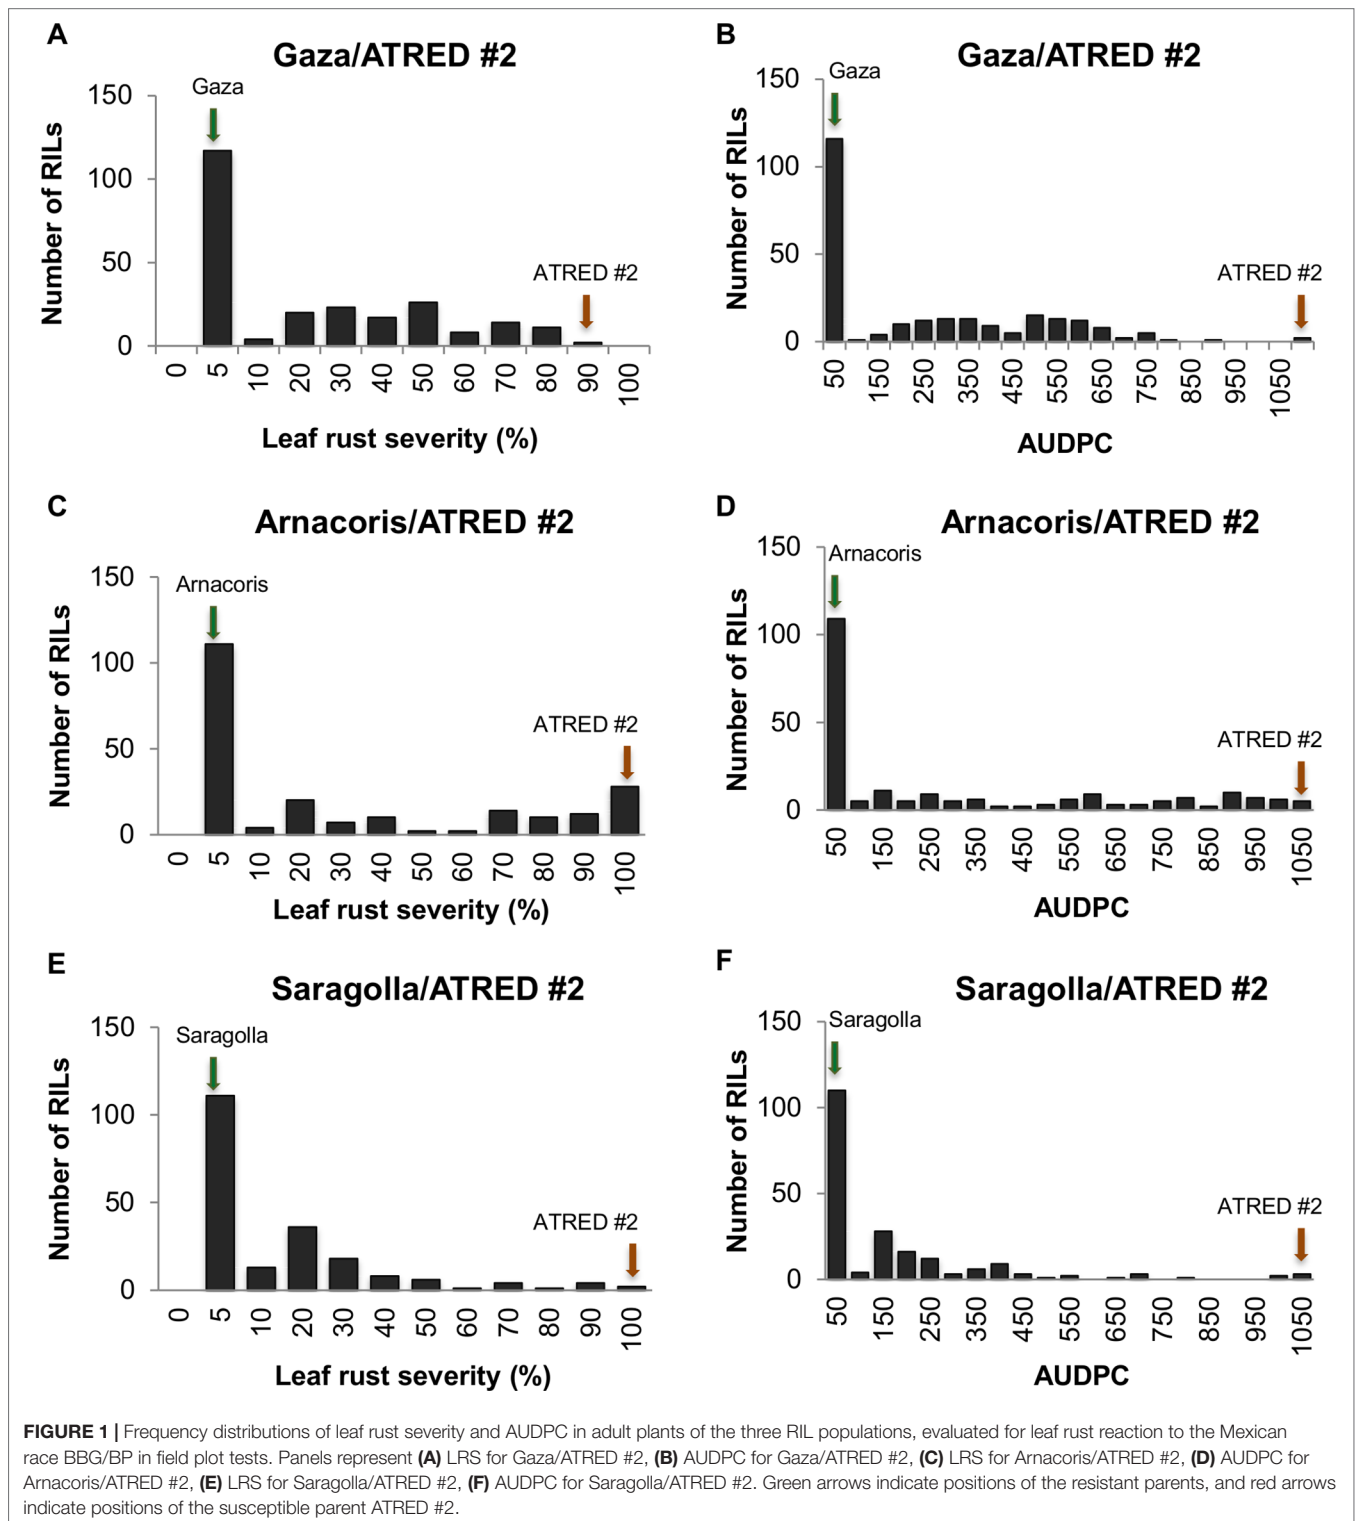 A
Gaza/ATRED #2
Number of RILs
150
100
50
0
Gaza
ATRED #2
0 5 10 20 30 40 50 60 70 80 90 100
Leaf rust severity (%)
B
Gaza/ATRED #2
Number of RILs
150
100
50
0
Gaza
ATRED #2
50 150 250 350 450 550 650 750 850 950 1050
AUDPC
C
Arnacoris/ATRED #2
Number of RILs
150
100
50
0
Arnacoris
ATRED #2
0 5 10 20 30 40 50 60 70 80 90 100
Leaf rust severity (%)
D
Arnacoris/ATRED #2
Number of RILs
150
100
50
0
Arnacoris
ATRED #2
50 150 250 350 450 550 650 750 850 950 1050
AUDPC
E
Saragolla/ATRED #2
Number of RILs
150
100
50
0
Saragolla
ATRED #2
0 5 10 20 30 40 50 60 70 80 90 100
Leaf rust severity (%)
F
Saragolla/ATRED #2
Number of RILs
150
100
50
0
Saragolla
ATRED #2
50 150 250 350 450 550 650 750 850 950 1050
AUDPC
FIGURE 1 | Frequency distributions of leaf rust severity and AUDPC in adult plants of the three RIL populations, evaluated for leaf rust reaction to the Mexican
race BBG/BP in field plot tests. Panels represent (A) LRS for Gaza/ATRED #2, (B) AUDPC for Gaza/ATRED #2, (C) LRS for Arnacoris/ATRED #2, (D) AUDPC for
Arnacoris/ATRED #2, (E) LRS for Saragolla/ATRED #2, (F) AUDPC for Saragolla/ATRED #2. Green arrows indicate positions of the resistant parents, and red arrows
indicate positions of the susceptible parent ATRED #2.